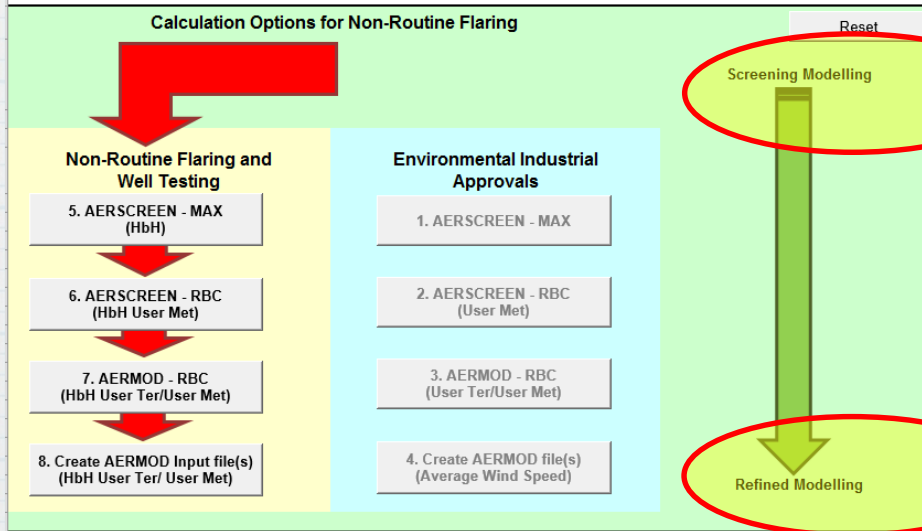 Calculation Options for Non-Routine Flaring
Reset
Screening Modelling
Non-Routine Flaring and
Well Testing
Environmental Industrial
Approvals
5. AERSCREEN - MAX
(HbH)
1. AERSCREEN - MAX
6. AERSCREEN - RBC
(HbH User Met)
2. AERSCREEN - RBC
(User Met)
7. AERMOD - RBC
(HbH User Ter/User Met)
3. AERMOD - RBC
(User Ter/User Met)
8. Create AERMOD Input file(s)
(HbH User Ter/ User Met)
4. Create AERMOD file(s)
(Average Wind Speed)
Refined Modelling